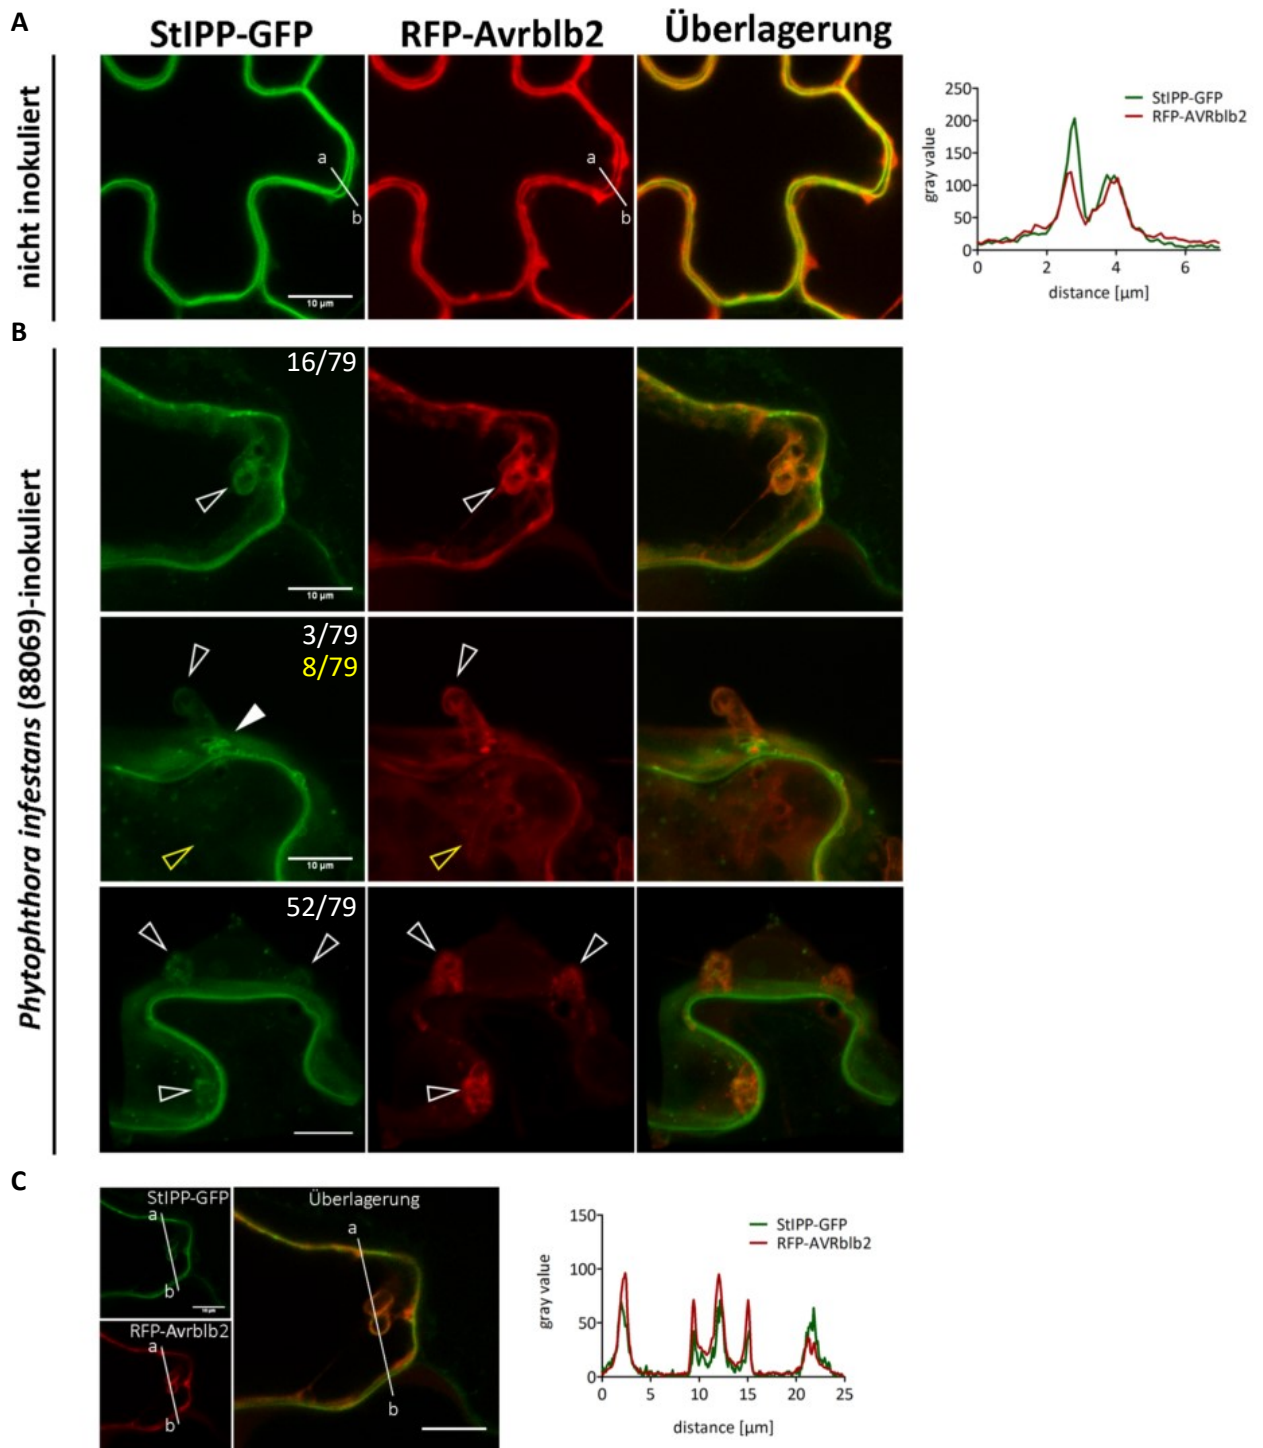 A
StIPP-GFP
RFP-Avrblb2
Überlagerung
nicht inokuliert
a
b
10 µm
a
b
250
200
150
100
50
0
gray value
StIPP-GFP
RFP-AVRblb2
0 2 4 6
distance [µm]
B
Phytophthora infestans (88069)-inokuliert
16/79
10 µm
3/79
8/79
10 µm
52/79
C
StIPP-GFP
a
b
10 µm
RFP-Avrblb2
a
b
Überlagerung
a
b
150
100
50
0
gray value
StIPP-GFP
RFP-AVRblb2
0 5 10 15 20 25
distance [µm]